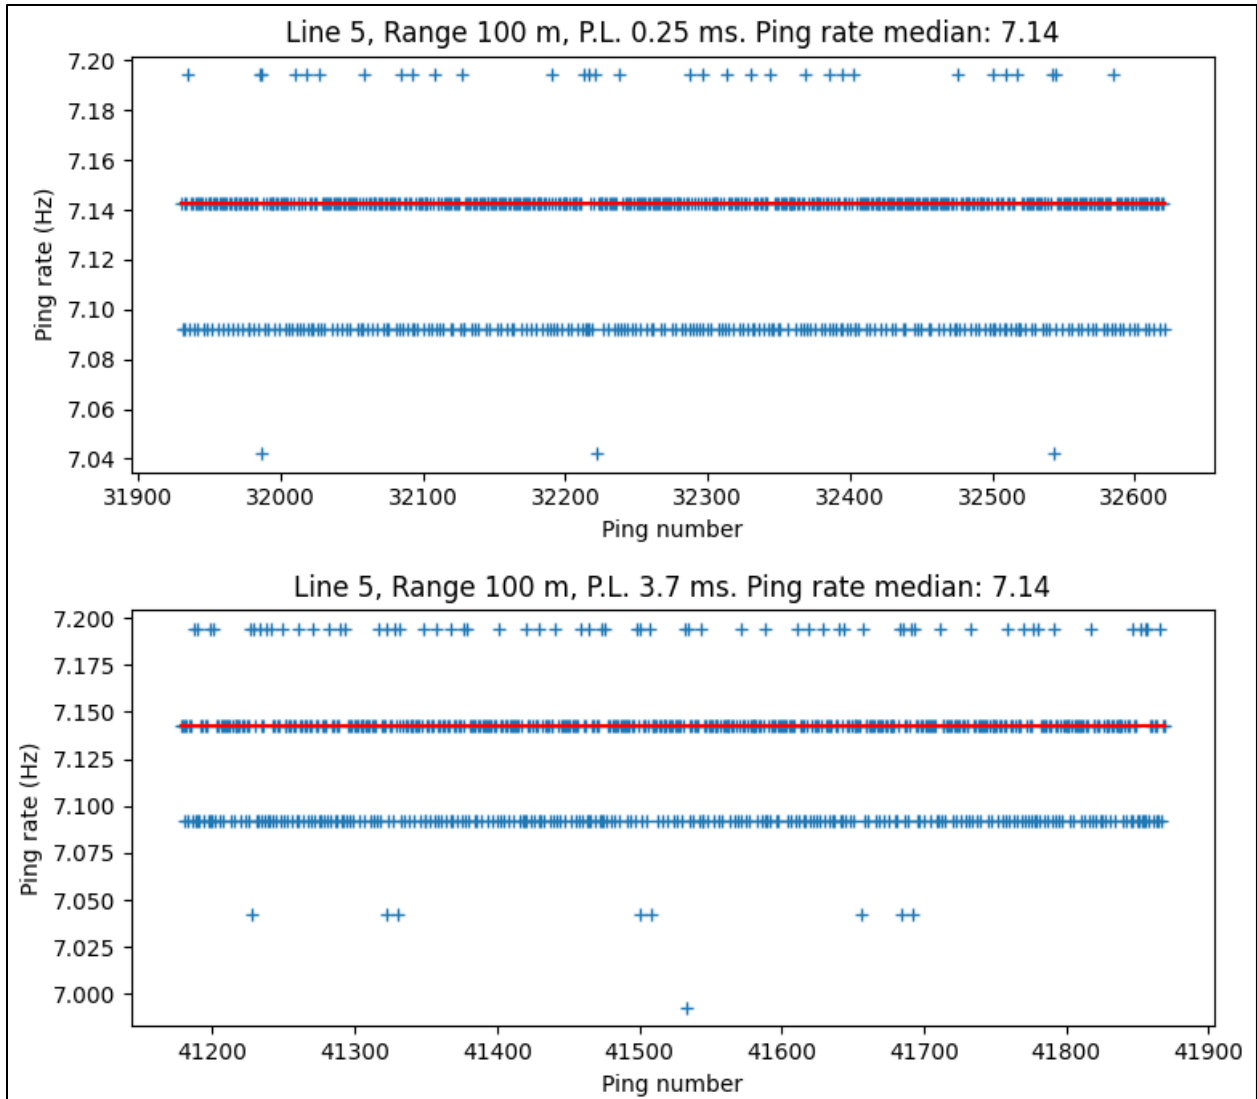 Line 5, Range 100 m, P.L. 0.25 ms. Ping rate median: 7.14
Ping rate (Hz)
7.20
7.18
7.16
7.14
7.12
7.10
7.08
7.06
7.04
31900 32000 32100 32200 32300 32400 32500 32600
Ping number
Line 5, Range 100 m, P.L. 3.7 ms. Ping rate median: 7.14
Ping rate (Hz)
7.200
7.175
7.150
7.125
7.100
7.075
7.050
7.025
7.000
41200 41300 41400 41500 41600 41700 41800 41900
Ping number